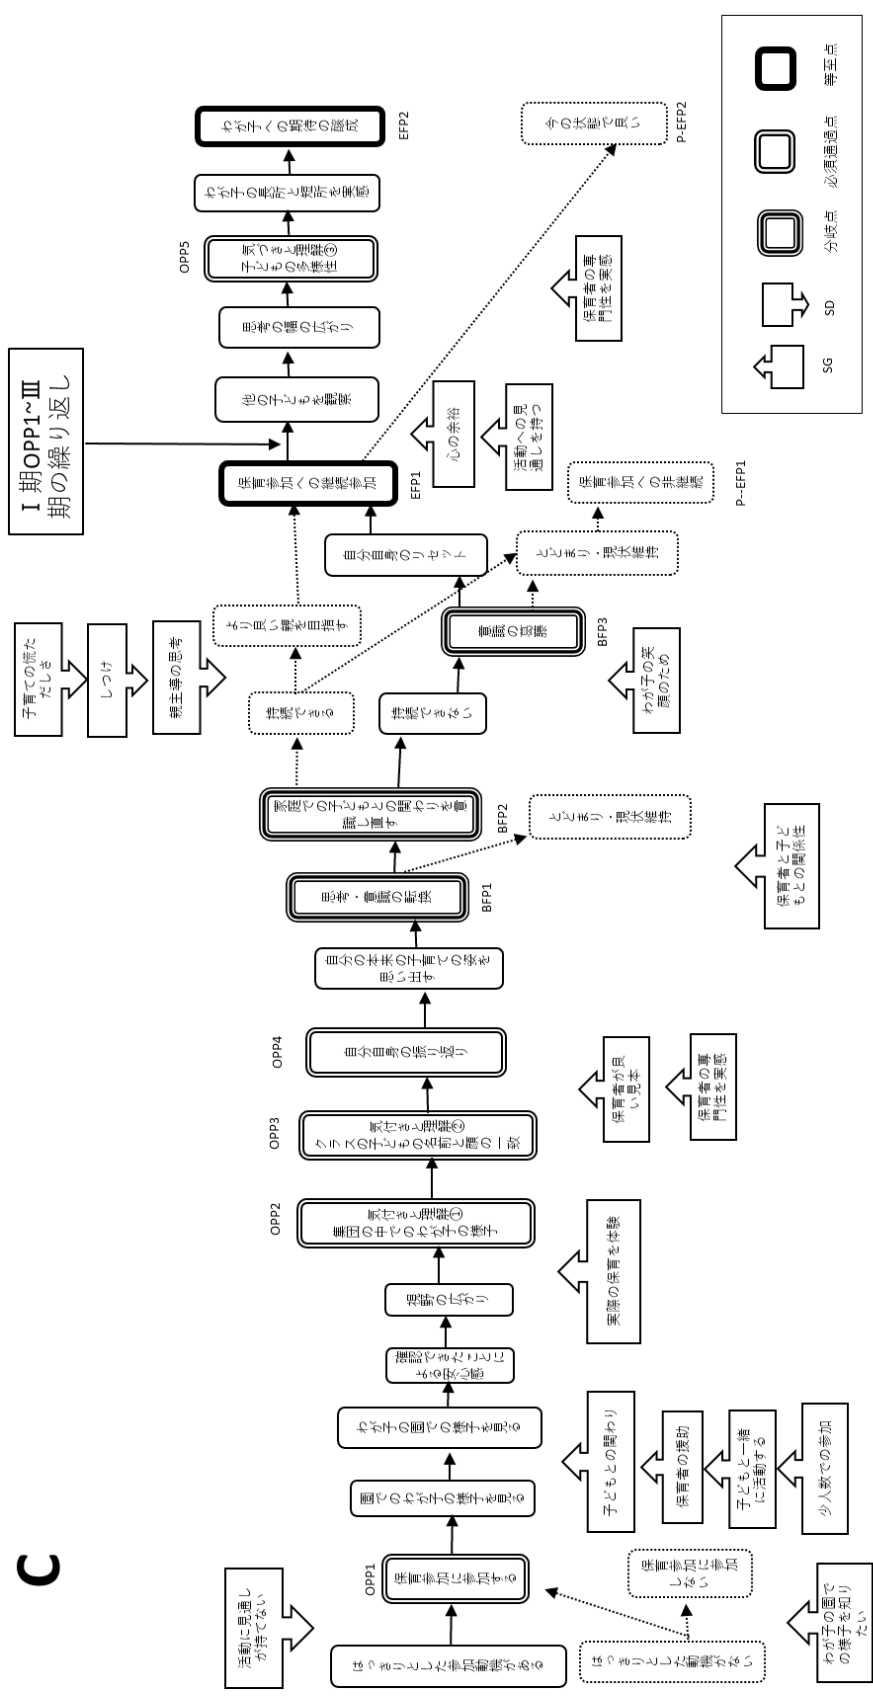 C
活動に見通し
が持てない
はっきりとした参加動機がある
はっきりとした動機がない
わが子の園で
の様子を知り
たい
OPP1
保育参加に参加する
保育参加に参加
しない
園でのわが子の様子を見る
わが子の園での様子を見る
子どもとの関わり
保育者の援助
子どもと一緒
に活動する
少人数での参加
確認できたことに
よる安心感
視野の広がり
実際の保育を体験
OPP2
気付きと理解①
集団の中でのわが子の様子
OPP3
気付きと理解②
クラスの子どもの名前と顔の一致
OPP4
自分自身の振り返り
保育者が良
い見本
保育者の専
門性を実感
自分の本来の子育ての姿を
思い出す
思考・意識の転換
BFP1
家庭での子どもとの関わりを意
識し直す
BFP2
とどまり・現状維持
保育者と子ど
もとの関係性
子育ての慌た
だしさ
しつけ
親主導の思考
持続できる
持続できない
より良い親を目指す
意識の葛藤
BFP3
わが子の笑
顔のため
自分自身のリセット
とどまり・現状維持
保育参加への継続参加
EFP1
保育参加への非継続
P--EFP1
Ⅰ期OPP1~Ⅲ
期の繰り返し
心の余裕
活動への見
通しを持つ
他の子どもを観察
思考の幅の広がり
OPP5
気づきと理解③
子どもの多様性
保育者の専
門性を実感
わが子の長所と短所を実感
わが子への期待の醸成
EFP2
今の状態で良い
P-EFP2
SG
SD
分岐点
必須通過点
等至点